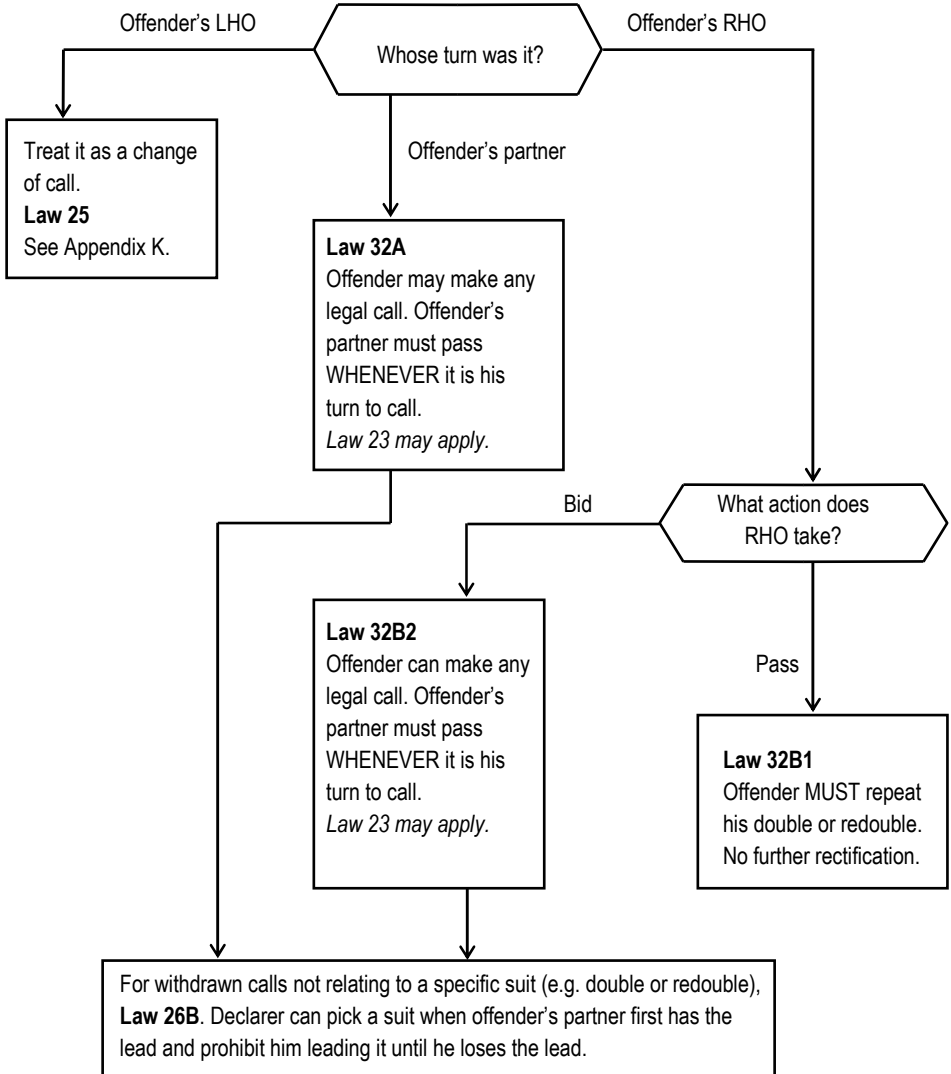 Offender's LHO
Whose turn was it?
Offender's RHO
Treat it as a change
of call.
Law 25
See Appendix K.
Offender's partner
Law 32A
Offender may make any
legal call. Offender's
partner must pass
WHENEVER it is his
turn to call.
Law 23 may apply.
Bid
What action does
RHO take?
Law 32B2
Offender can make any
legal call. Offender's
partner must pass
WHENEVER it is his
turn to call.
Law 23 may apply.
Pass
Law 32B1
Offender MUST repeat
his double or redouble.
No further rectification.
For withdrawn calls not relating to a specific suit (e.g. double or redouble),
Law 26B. Declarer can pick a suit when offender's partner first has the
lead and prohibit him leading it until he loses the lead.